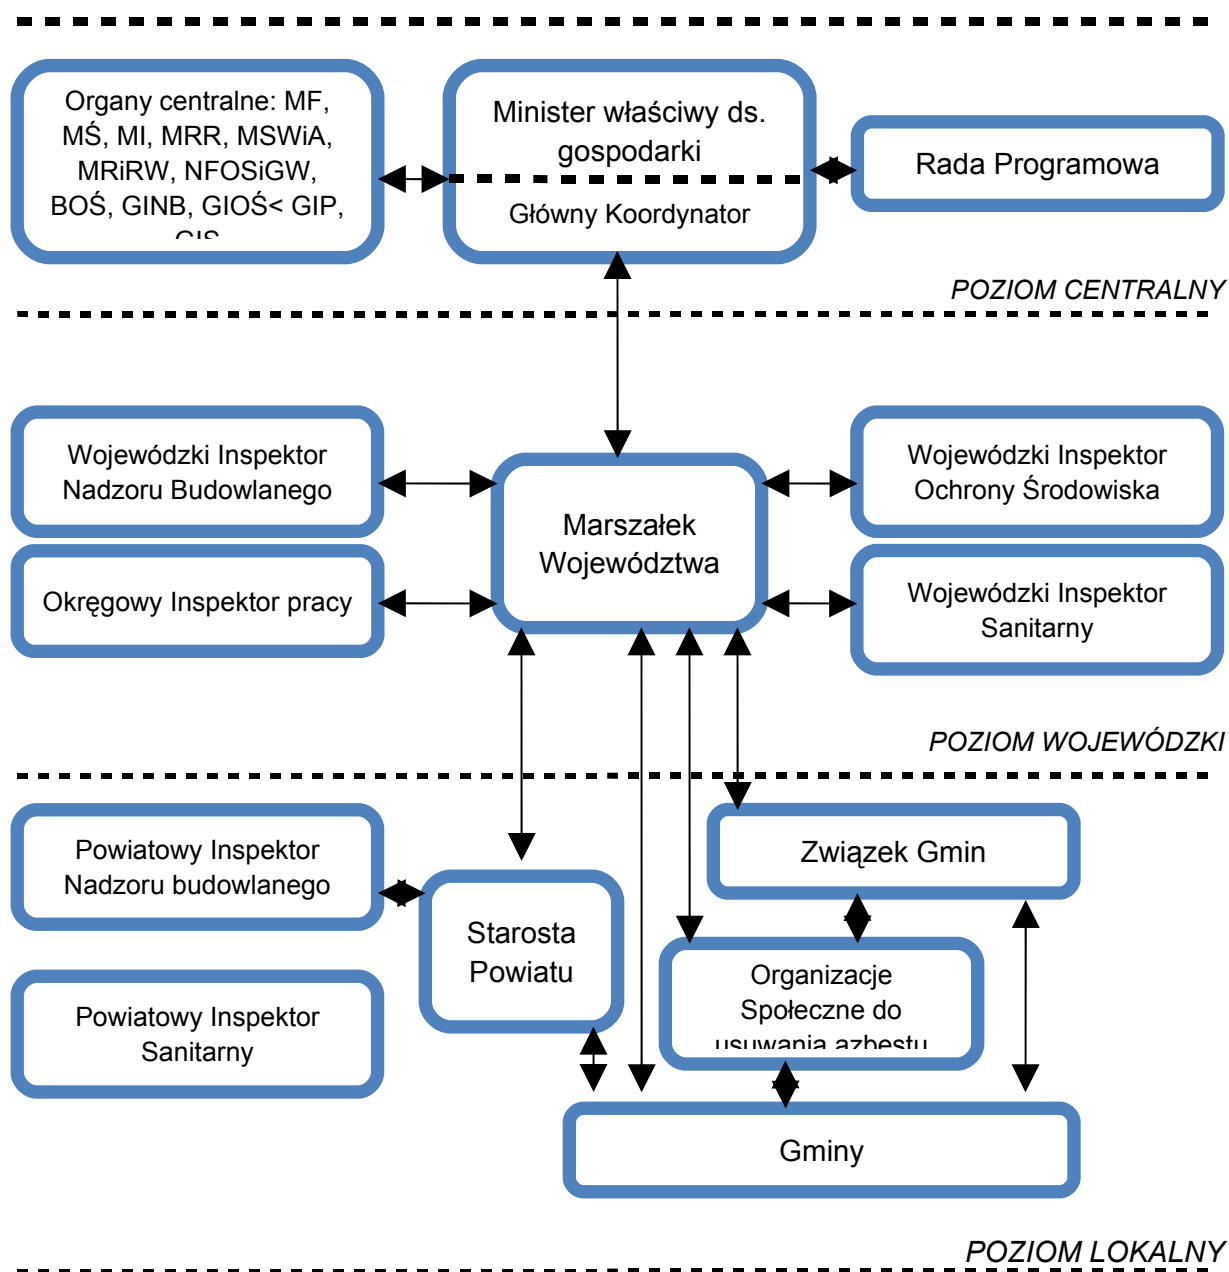 Organy centralne: MF,
MŚ, MI, MRR, MSWiA,
MRiRW, NFOSiGW,
BOŚ, GINB, GIOŚ< GIP,
GIS
Minister właściwy ds.
gospodarki
Główny Koordynator
Rada Programowa
POZIOM CENTRALNY
Wojewódzki Inspektor
Nadzoru Budowlanego
Okręgowy Inspektor pracy
Marszałek
Województwa
Wojewódzki Inspektor
Ochrony Środowiska
Wojewódzki Inspektor
Sanitarny
POZIOM WOJEWÓDZKI
Powiatowy Inspektor
Nadzoru budowlanego
Powiatowy Inspektor
Sanitarny
Starosta
Powiatu
Związek Gmin
Organizacje
Społeczne do
usuwania azbestu
Gminy
POZIOM LOKALNY